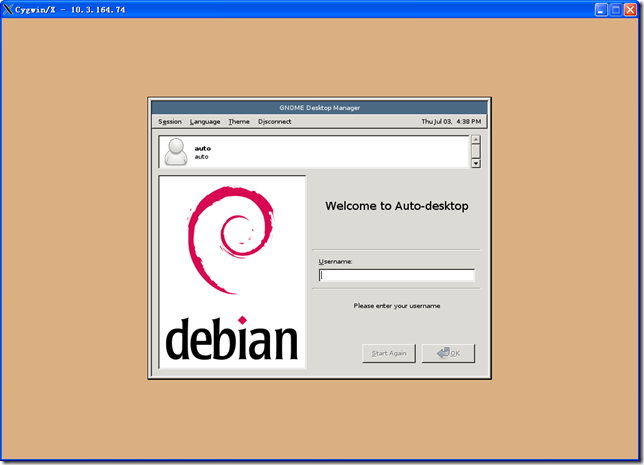 Cygwin/X - 10.3.164.74
GNOME Desktop Manager
Session Language Theme Disconnect Thu Jul 03, 4:38 PM
auto
auto
Welcome to Auto-desktop
Username:
Please enter your username
debian
Start Again OK